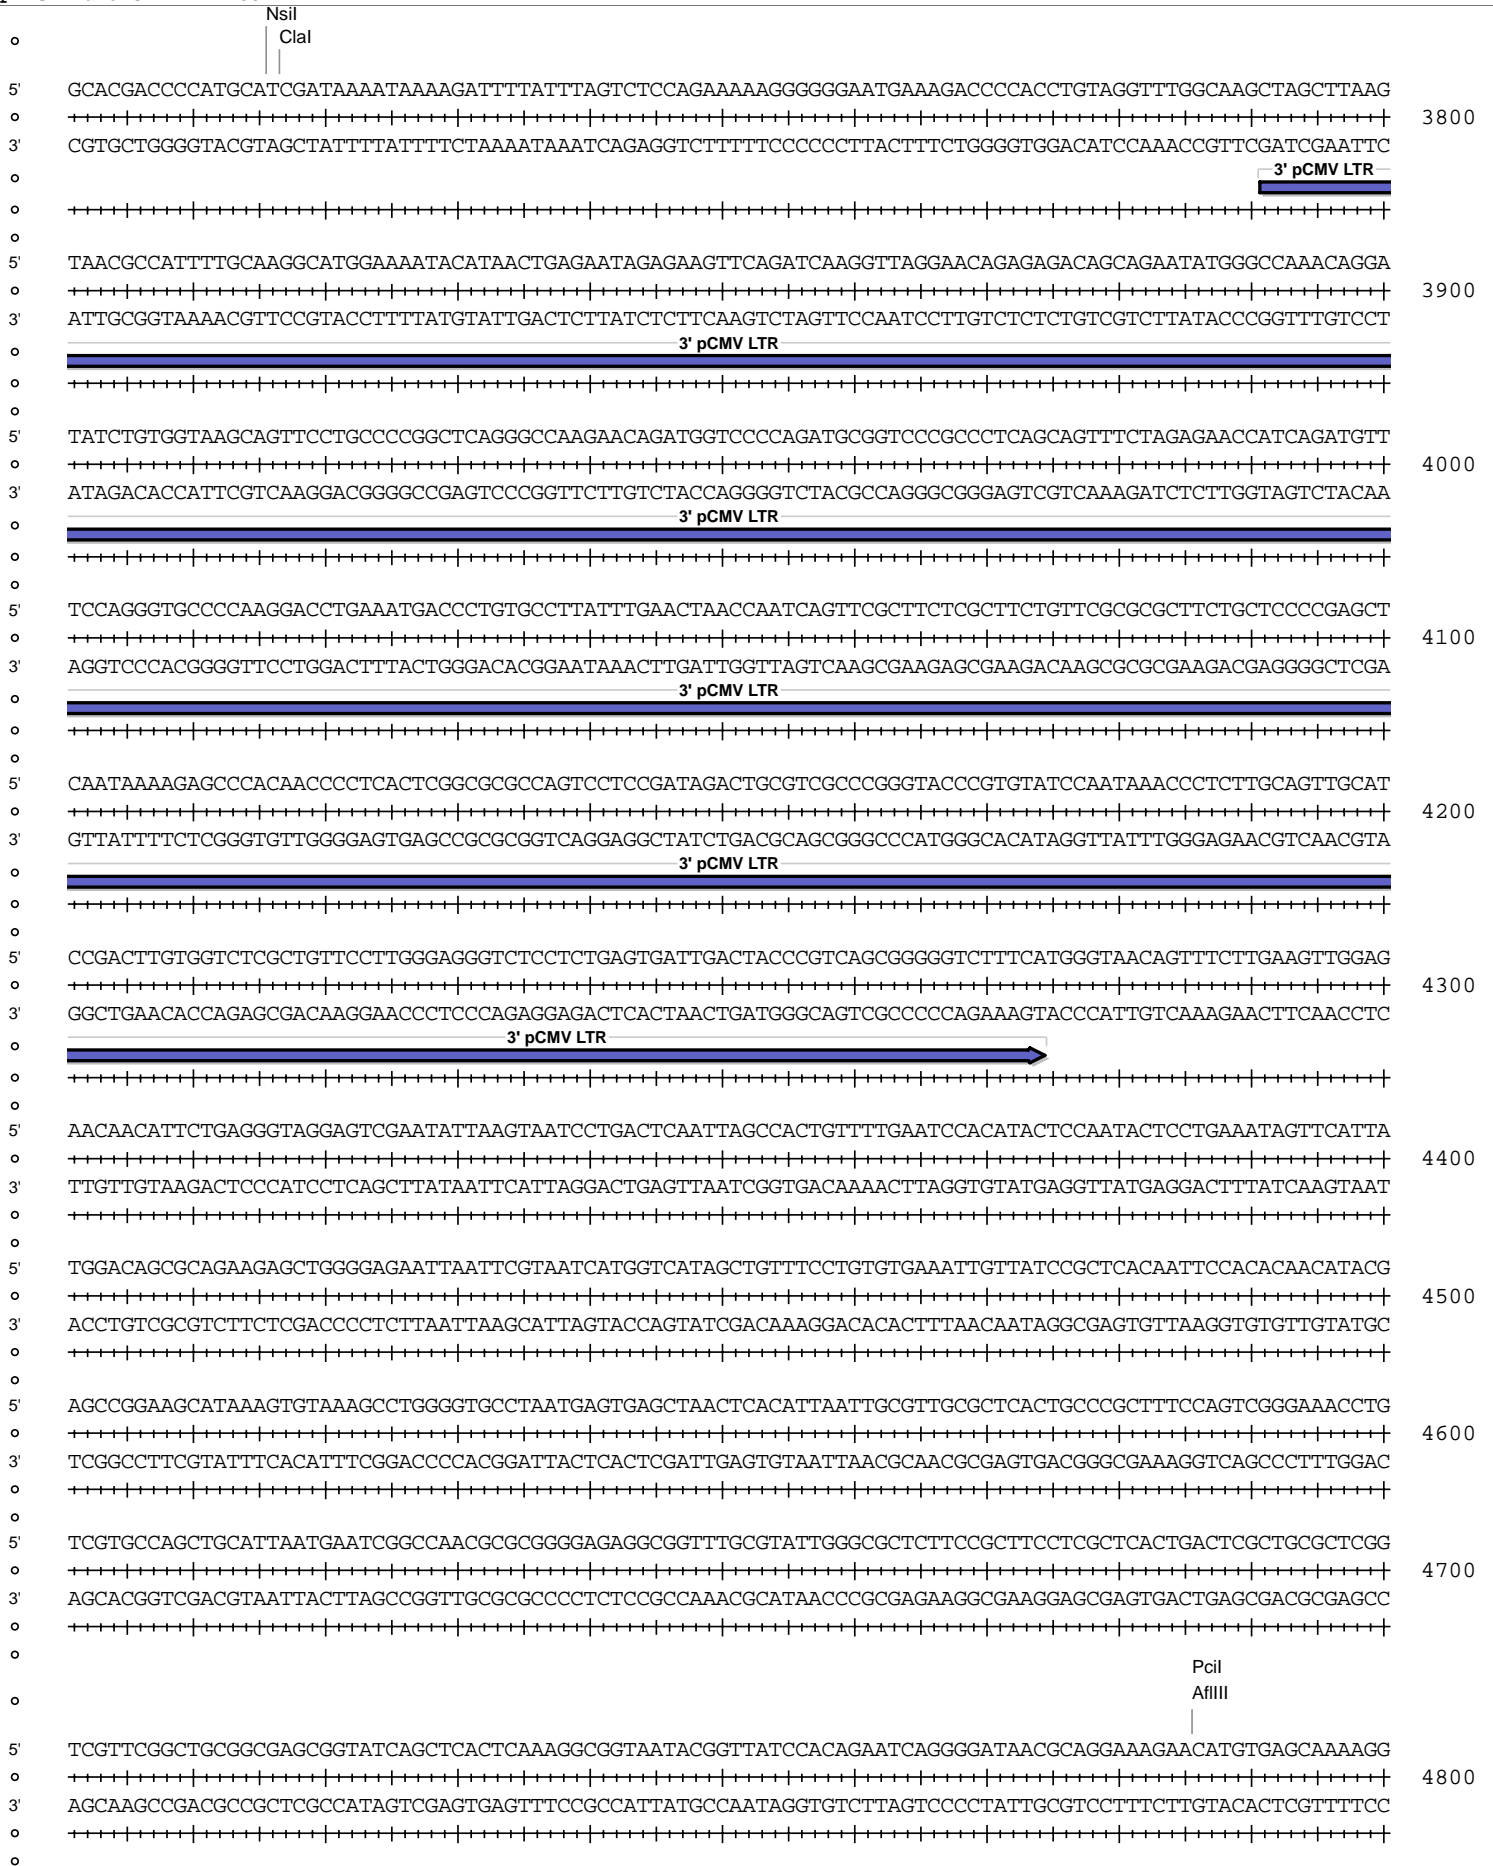 NsiI
ClaI
5' GCACGACCCCATGCATCGATAAAATAAAAGATTTTATTTAGTCTCCAGAAAAAGGGGGGAATGAAAGACCCCACCTGTAGGTTTGGCAAGCTAGCTTAAG
3800
3' CGTGCTGGGGTACGTAGCTATTTTATTTTCTAAAATAAATCAGAGGTCTTTTTCCCCCCTTACTTTCTGGGGTGGACATCCAAACCGTTCGATCGAATTC
3' pCMV LTR
5' TAACGCCATTTTGCAAGGCATGGAAAATACATAACTGAGAATAGAGAAGTTCAGATCAAGGTTAGGAACAGAGAGACAGCAGAATATGGGCCAAACAGGA
3900
3' ATTGCGGTAAAACGTTCCGTACCTTTTATGTATTGACTCTTATCTCTTCAAGTCTAGTTCCAATCCTTGTCTCTCTGTCGTCTTATACCCGGTTTGTCCT
3' pCMV LTR
5' TATCTGTGGTAAGCAGTTCCTGCCCCGGCTCAGGGCCAAGAACAGATGGTCCCCAGATGCGGTCCCGCCCTCAGCAGTTTCTAGAGAACCATCAGATGTT
4000
3' ATAGACACCATTCGTCAAGGACGGGGCCGAGTCCCGGTTCTTGTCTACCAGGGGTCTACGCCAGGGCGGGAGTCGTCAAAGATCTCTTGGTAGTCTACAA
3' pCMV LTR
5' TCCAGGGTGCCCCAAGGACCTGAAATGACCCTGTGCCTTATTTGAACTAACCAATCAGTTCGCTTCTCGCTTCTGTTCGCGCGCTTCTGCTCCCCGAGCT
4100
3' AGGTCCCACGGGGTTCCTGGACTTTACTGGGACACGGAATAAACTTGATTGGTTAGTCAAGCGAAGAGCGAAGACAAGCGCGCGAAGACGAGGGGCTCGA
3' pCMV LTR
5' CAATAAAAGAGCCCACAACCCCTCACTCGGCGCGCCAGTCCTCCGATAGACTGCGTCGCCCGGGTACCCGTGTATCCAATAAACCCTCTTGCAGTTGCAT
4200
3' GTTATTTTCTCGGGTGTTGGGGAGTGAGCCGCGCGGTCAGGAGGCTATCTGACGCAGCGGGCCCATGGGCACATAGGTTATTTGGGAGAACGTCAACGTA
3' pCMV LTR
5' CCGACTTGTGGTCTCGCTGTTCCTTGGGAGGGTCTCCTCTGAGTGATTGACTACCCGTCAGCGGGGGTCTTTCATGGGTAACAGTTTCTTGAAGTTGGAG
4300
3' GGCTGAACACCAGAGCGACAAGGAACCCTCCCAGAGGAGACTCACTAACTGATGGGCAGTCGCCCCCAGAAAGTACCCATTGTCAAAGAACTTCAACCTC
3' pCMV LTR
5' AACAACATTCTGAGGGTAGGAGTCGAATATTAAGTAATCCTGACTCAATTAGCCACTGTTTTGAATCCACATACTCCAATACTCCTGAAATAGTTCATTA
4400
3' TTGTTGTAAGACTCCCATCCTCAGCTTATAATTCATTAGGACTGAGTTAATCGGTGACAAAACTTAGGTGTATGAGGTTATGAGGACTTTATCAAGTAAT
5' TGGACAGCGCAGAAGAGCTGGGGAGAATTAATTCGTAATCATGGTCATAGCTGTTTCCTGTGTGAAATTGTTATCCGCTCACAATTCCACACAACATACG
4500
3' ACCTGTCGCGTCTTCTCGACCCCTCTTAATTAAGCATTAGTACCAGTATCGACAAAGGACACACTTTAACAATAGGCGAGTGTTAAGGTGTGTTGTATGC
5' AGCCGGAAGCATAAAGTGTAAAGCCTGGGGTGCCTAATGAGTGAGCTAACTCACATTAATTGCGTTGCGCTCACTGCCCGCTTTCCAGTCGGGAAACCTG
4600
3' TCGGCCTTCGTATTTCACATTTCGGACCCCACGGATTACTCACTCGATTGAGTGTAATTAACGCAACGCGAGTGACGGGCGAAAGGTCAGCCCTTTGGAC
5' TCGTGCCAGCTGCATTAATGAATCGGCCAACGCGCGGGGAGAGGCGGTTTGCGTATTGGGCGCTCTTCCGCTTCCTCGCTCACTGACTCGCTGCGCTCGG
4700
3' AGCACGGTCGACGTAATTACTTAGCCGGTTGCGCGCCCCTCTCCGCCAAACGCATAACCCGCGAGAAGGCGAAGGAGCGAGTGACTGAGCGACGCGAGCC
PciI
AflIII
5' TCGTTCGGCTGCGGCGAGCGGTATCAGCTCACTCAAAGGCGGTAATACGGTTATCCACAGAATCAGGGGATAACGCAGGAAAGAACATGTGAGCAAAAGG
4800
3' AGCAAGCCGACGCCGCTCGCCATAGTCGAGTGAGTTTCCGCCATTATGCCAATAGGTGTCTTAGTCCCCTATTGCGTCCTTTCTTGTACACTCGTTTTCC